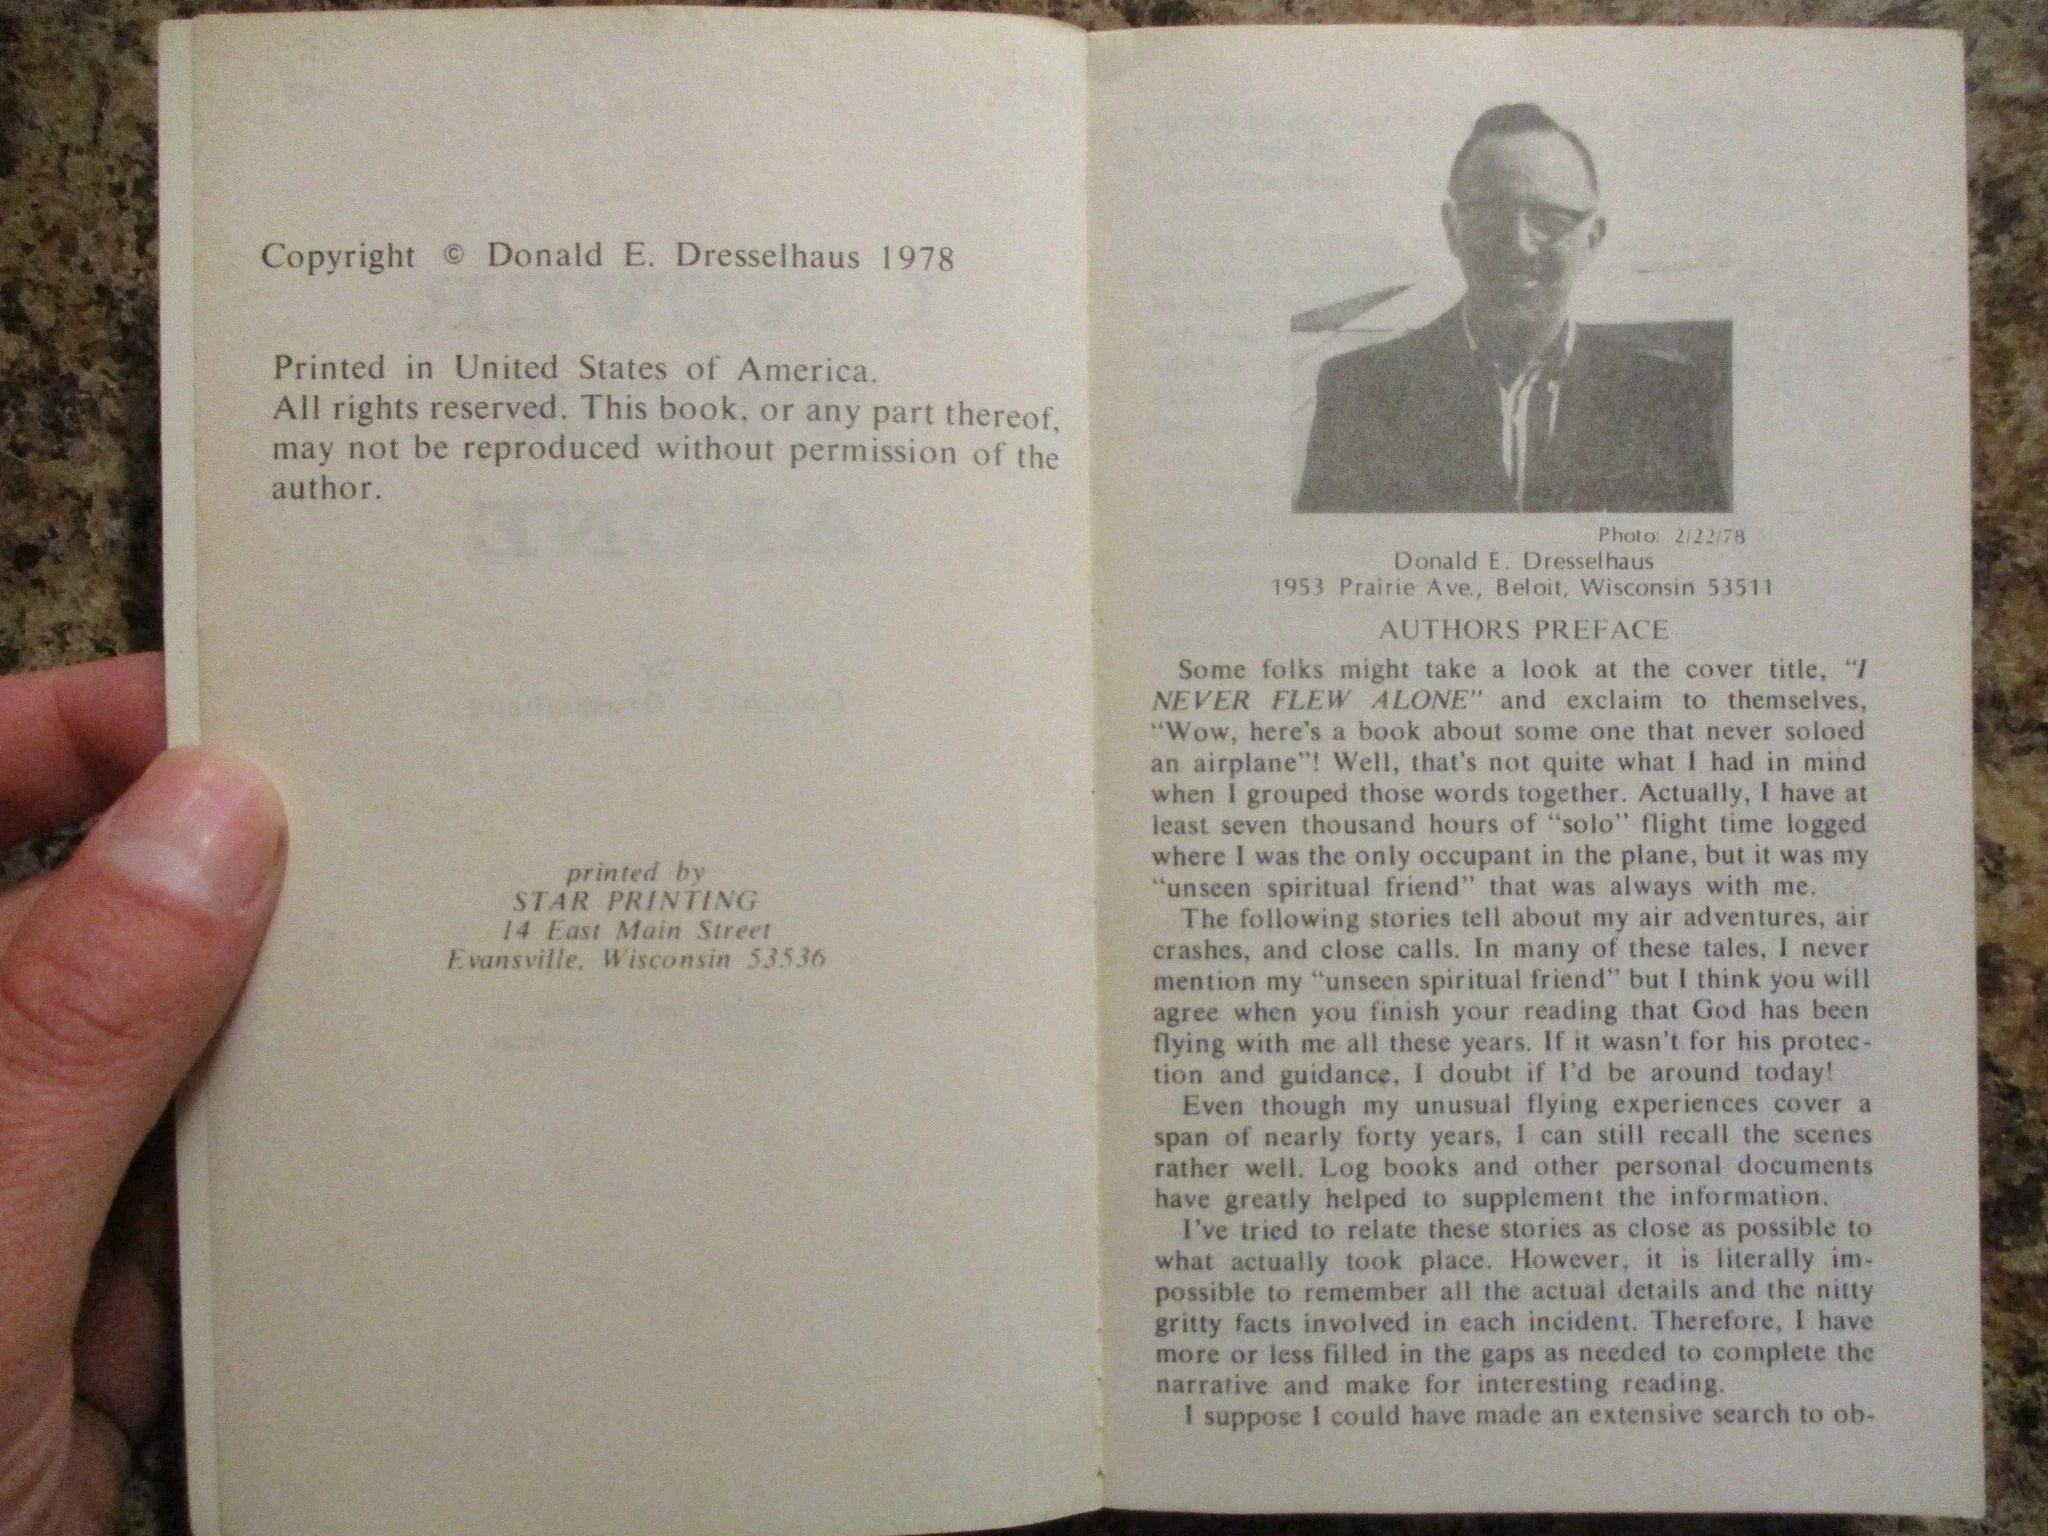 Copyright © Donald E. Dresselhaus 1978
Printed in United States of America.
All rights reserved. This book, or any part thereof,
may not be reproduced without permission of the
author.
printed by
STAR PRINTING
14 East Main Street
Evansville, Wisconsin 53536
Photo: 2/22/78
Donald E. Dresselhaus
1953 Prairie Ave., Beloit, Wisconsin 53511
AUTHORS PREFACE
Some folks might take a look at the cover title, "I
NEVER FLEW ALONE" and exclaim to themselves,
"Wow, here's a book about some one that never soloed
an airplane"! Well, that's not quite what I had in mind
when I grouped those words together. Actually, I have at
least seven thousand hours of "solo" flight time logged
where I was the only occupant in the plane, but it was my
"unseen spiritual friend" that was always with me.
The following stories tell about my air adventures, air
crashes, and close calls. In many of these tales, I never
mention my "unseen spiritual friend" but I think you will
agree when you finish your reading that God has been
flying with me all these years. If it wasn't for his protec-
tion and guidance, I doubt if I'd be around today!
Even though my unusual flying experiences cover a
span of nearly forty years, I can still recall the scenes
rather well. Log books and other personal documents
have greatly helped to supplement the information.
I've tried to relate these stories as close as possible to
what actually took place. However, it is literally im-
possible to remember all the actual details and the nitty
gritty facts involved in each incident. Therefore, I have
more or less filled in the gaps as needed to complete the
narrative and make for interesting reading.
I suppose I could have made an extensive search to ob-